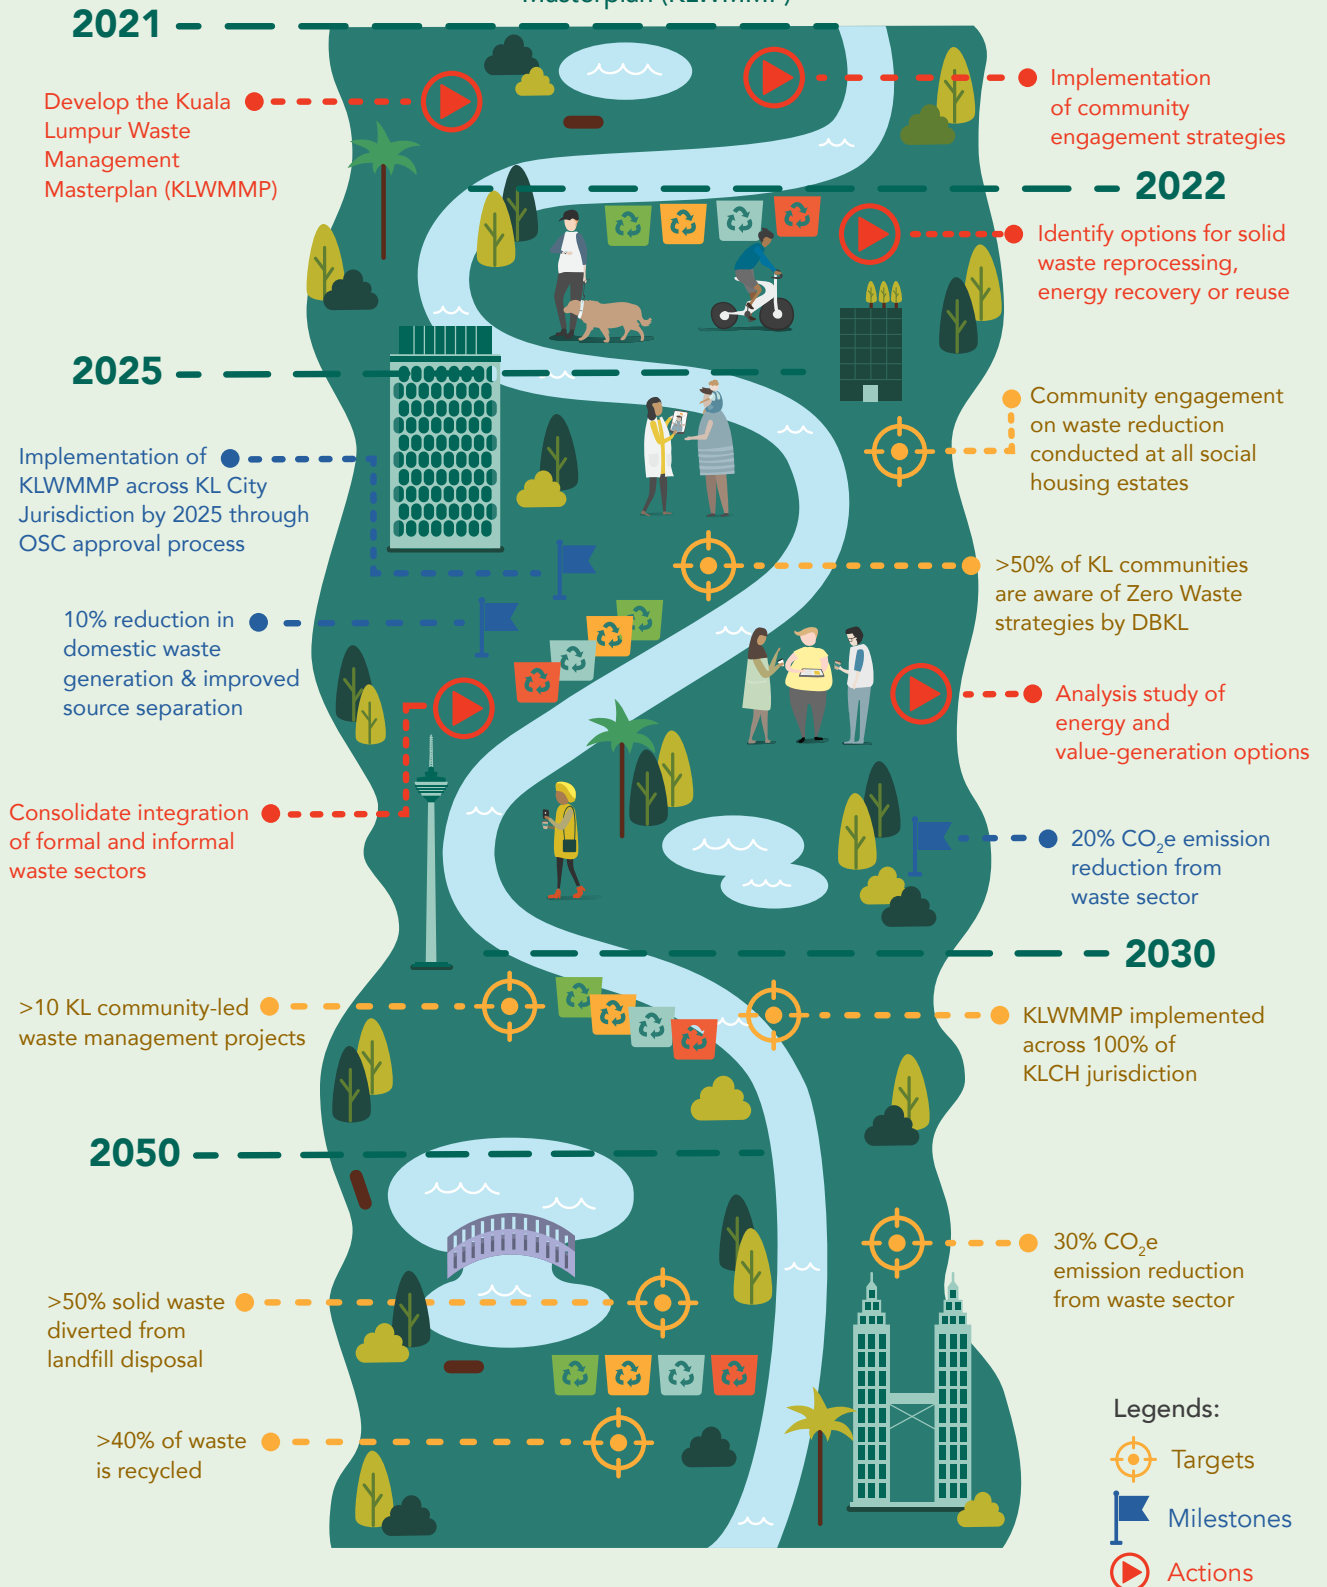 Masterplan (KLWMMP)
2021
Develop the Kuala
Lumpur Waste
Management
Masterplan (KLWMMP)
Implementation
of community
engagement strategies
2022
Identify options for solid
waste reprocessing,
energy recovery or reuse
2025
Community engagement
on waste reduction
conducted at all social
housing estates
Implementation of
KLWMMP across KL City
Jurisdiction by 2025 through
OSC approval process
>50% of KL communities
are aware of Zero Waste
strategies by DBKL
10% reduction in
domestic waste
generation & improved
source separation
Analysis study of
energy and
value-generation options
Consolidate integration
of formal and informal
waste sectors
20% CO₂e emission
reduction from
waste sector
2030
>10 KL community-led
waste management projects
KLWMMP implemented
across 100% of
KLCH jurisdiction
2050
30% CO₂e
emission reduction
from waste sector
>50% solid waste
diverted from
landfill disposal
>40% of waste
is recycled
Legends:
Targets
Milestones
Actions